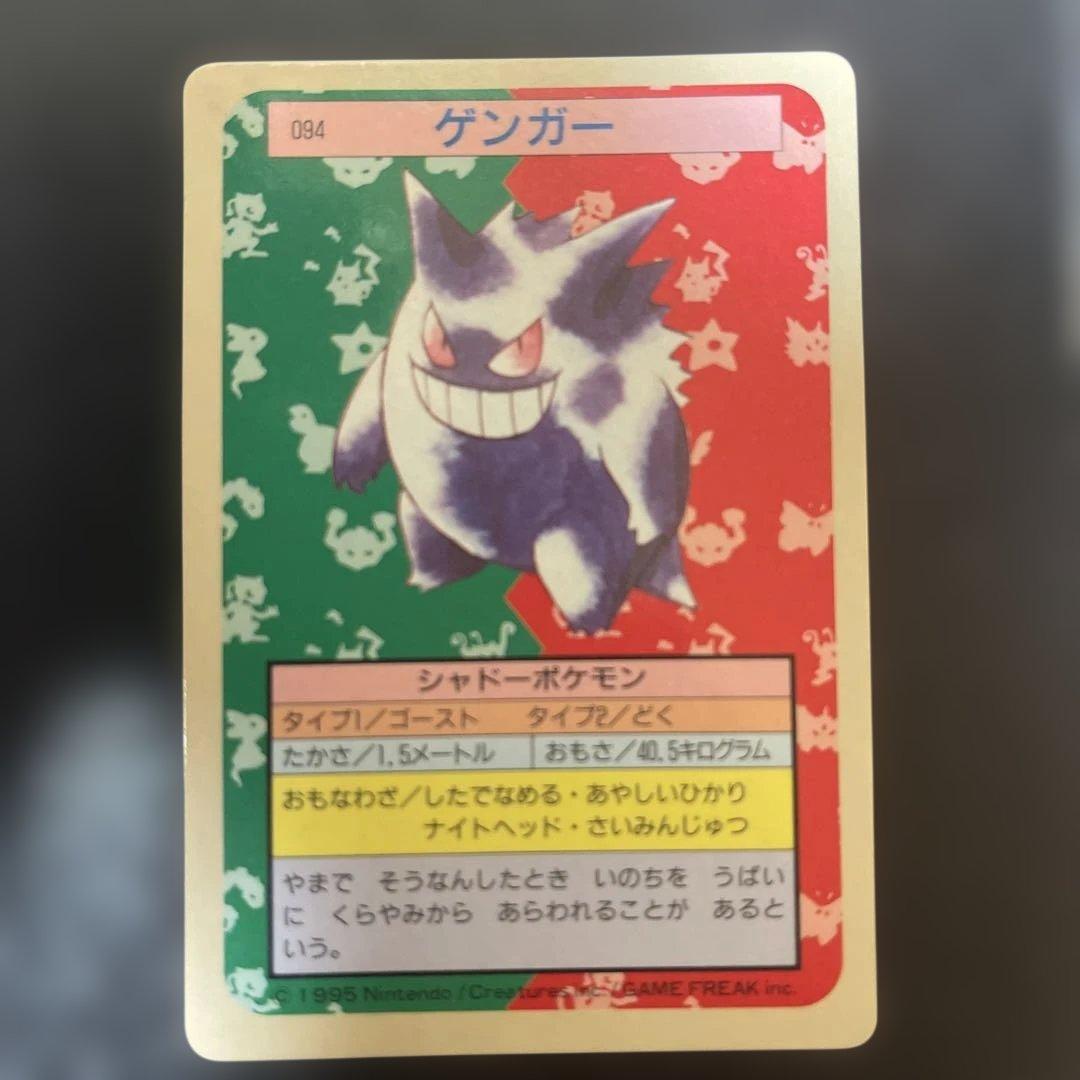 094 ゲンガー
シャドーポケモン
タイプ1/ゴースト タイプ2/どく
たかさ/1.5メートル おもさ/40.5キログラム
おもなわざ/したでなめる・あやしいひかり
ナイトヘッド・さいみんじゅつ
やまで そうなんしたとき いのちを うばい
に くらやみから あらわれることが あると
いう。
© 1995 Nintendo/Creatures inc./GAME FREAK inc.